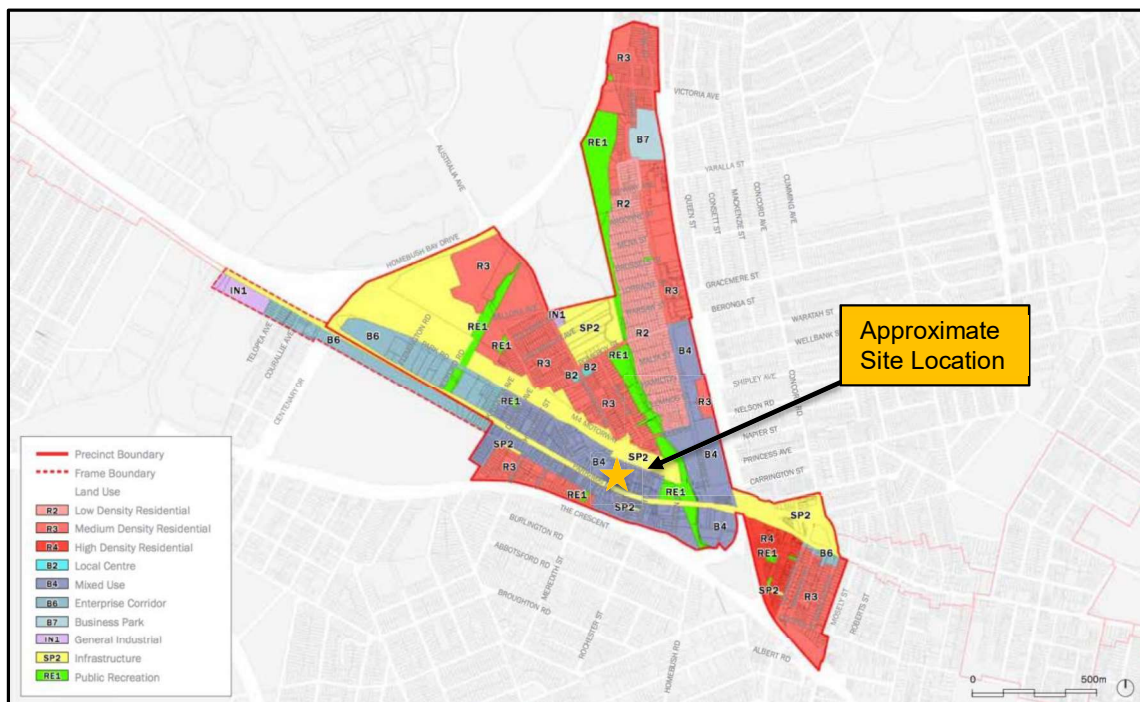 R3
VICTORIA AVE
RE1
B7
AUSTRALIA AVE
YARALLA ST
QUEEN ST
CONSETT ST
MACKENZIE ST
CONCORD AVE
CUMMING AVE
R2
HOMEBUSH BAY DRIVE
R3
GRACEMERE ST
R3
BERONGA ST
IN1
IN1
SP2
WARATAH ST
WELLBANK ST
RE1
RE1
R2
B4
B6
B6
R3
RE1
B2
B2
TELOPEA AVE
COURALLIE AVE
CENTENARY DR
Approximate
Site Location
SHIPLEY AVE
CONCORD RD
NELSON RD
NAPIER ST
PRINCESS AVE
CARRINGTON ST
RE1
R3
R3
M4 MOTORWAY
SP2
B4
SP2
B4
R3
RE1
RE1
SP2
THE CRESCENT
B4
SP2
BURLINGTON RD
ABBOTSFORD RD
MEREDITH ST
BROUGHTON RD
ROCHESTER ST
HOMEBUSH RD
R4
RE1
B6
SP2
R3
MOSELY ST
ROBERTS ST
ALBERT RD
Precinct Boundary
Frame Boundary
Land Use
R2 Low Density Residential
R3 Medium Density Residential
R4 High Density Residential
B2 Local Centre
B4 Mixed Use
B6 Enterprise Corridor
B7 Business Park
IN1 General Industrial
SP2 Infrastructure
RE1 Public Recreation
0 500m